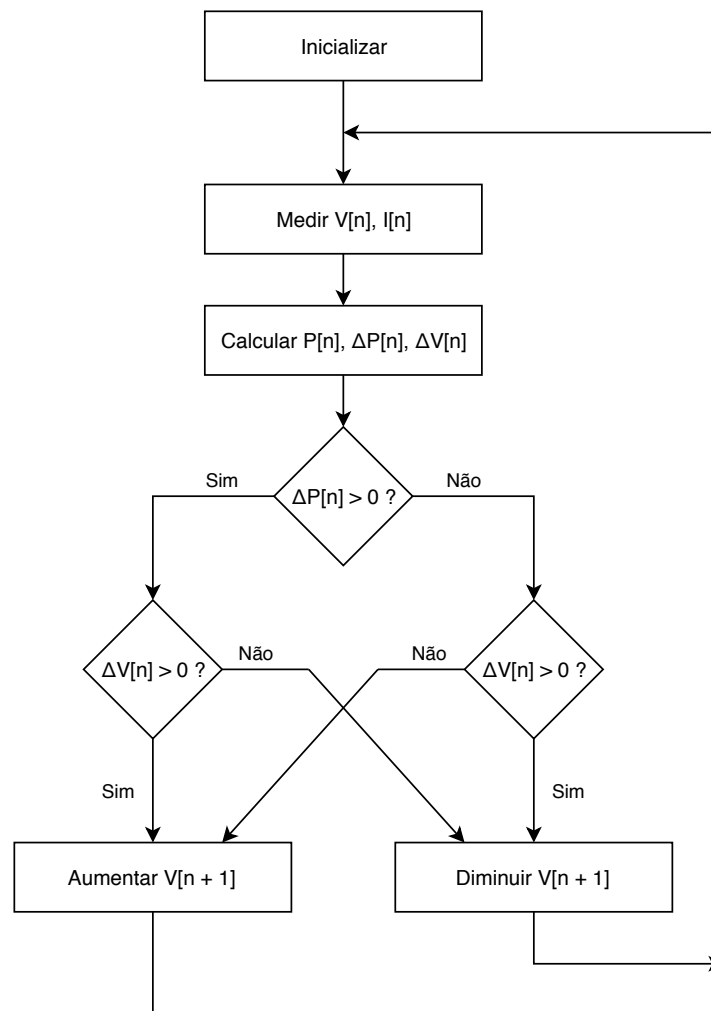 Inicializar
Medir V[n], I[n]
Calcular P[n], ΔP[n], ΔV[n]
Sim
ΔP[n] > 0 ?
Não
ΔV[n] > 0 ?
Não
Não
ΔV[n] > 0 ?
Sim
Sim
Aumentar V[n + 1]
Diminuir V[n + 1]